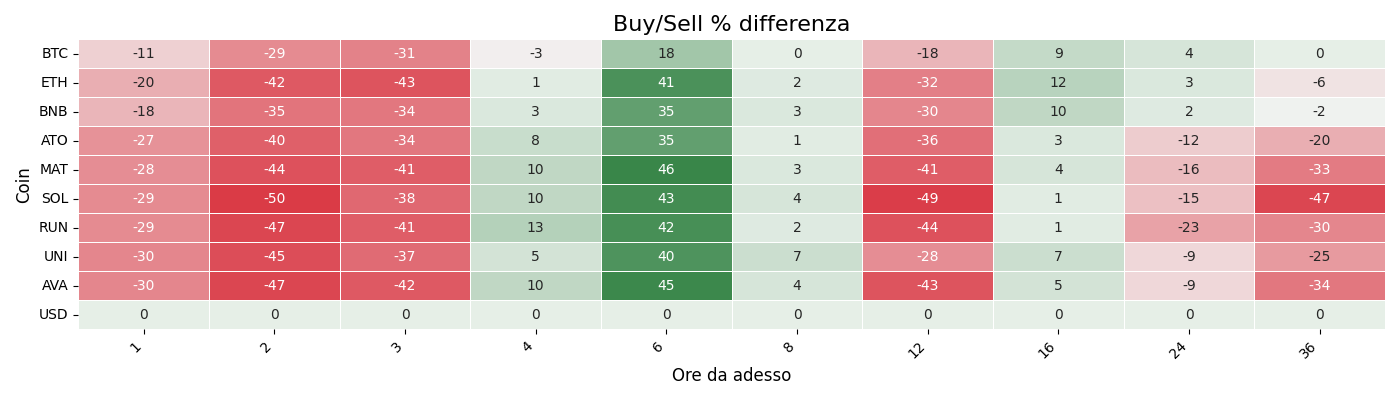 Buy/Sell % differenza
Coin
BTC -11 -29 -31 -3 18 0 -18 9 4 0
ETH -20 -42 -43 1 41 2 -32 12 3 -6
BNB -18 -35 -34 3 35 3 -30 10 2 -2
ATO -27 -40 -34 8 35 1 -36 3 -12 -20
MAT -28 -44 -41 10 46 3 -41 4 -16 -33
SOL -29 -50 -38 10 43 4 -49 1 -15 -47
RUN -29 -47 -41 13 42 2 -44 1 -23 -30
UNI -30 -45 -37 5 40 7 -28 7 -9 -25
AVA -30 -47 -42 10 45 4 -43 5 -9 -34
USD 0 0 0 0 0 0 0 0 0 0
1 2 3 4 6 8 12 16 24 36
Ore da adesso